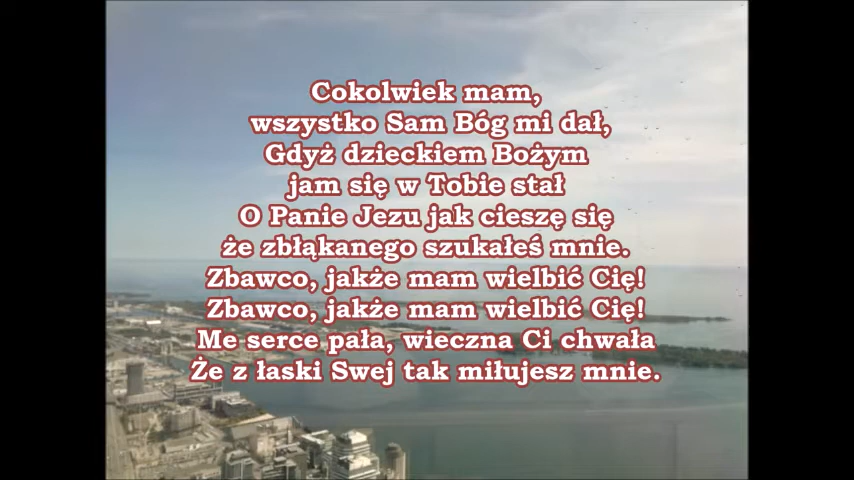 Cokolwiek mam,
wszystko Sam Bóg mi dał,
Gdyż dzieckiem Bożym
jam się w Tobie stał
O Panie Jezu jak cieszę się
że zbłąkanego szukałeś mnie.
Zbawco, jakże mam wielbić Cię!
Zbawco, jakże mam wielbić Cię!
Me serce pała, wieczna Ci chwała
Że z łaski Swej tak miłujesz mnie.